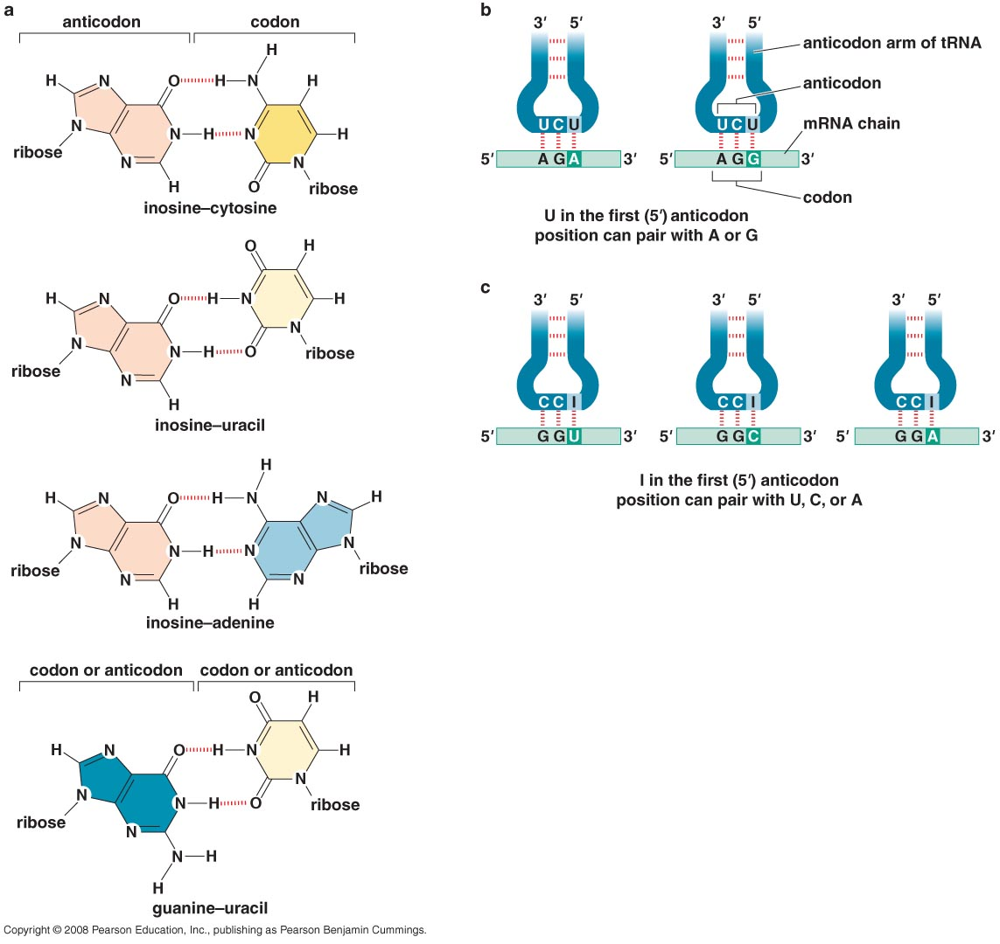 a
anticodon codon
H
H N O H N H
N N H N H
ribose N N
H O ribose
inosine–cytosine
O H
H N O H N H
N N H O N
ribose N ribose
H
inosine–uracil
H
H N O H N N H
N N H N N
ribose N N ribose
H H
inosine–adenine
codon or anticodon codon or anticodon
O H
H N O H N H
N N H O N
ribose N ribose
N H
H
guanine–uracil
b
3′ 5′ 3′ 5′
anticodon arm of tRNA
anticodon
U C U U C U
mRNA chain
5′ A G A 3′ 5′ A G G 3′
codon
U in the first (5′) anticodon
position can pair with A or G
c
3′ 5′ 3′ 5′ 3′ 5′
C C I C C I C C I
5′ G G U 3′ 5′ G G C 3′ 5′ G G A 3′
I in the first (5′) anticodon
position can pair with U, C, or A
Copyright © 2008 Pearson Education, Inc., publishing as Pearson Benjamin Cummings.